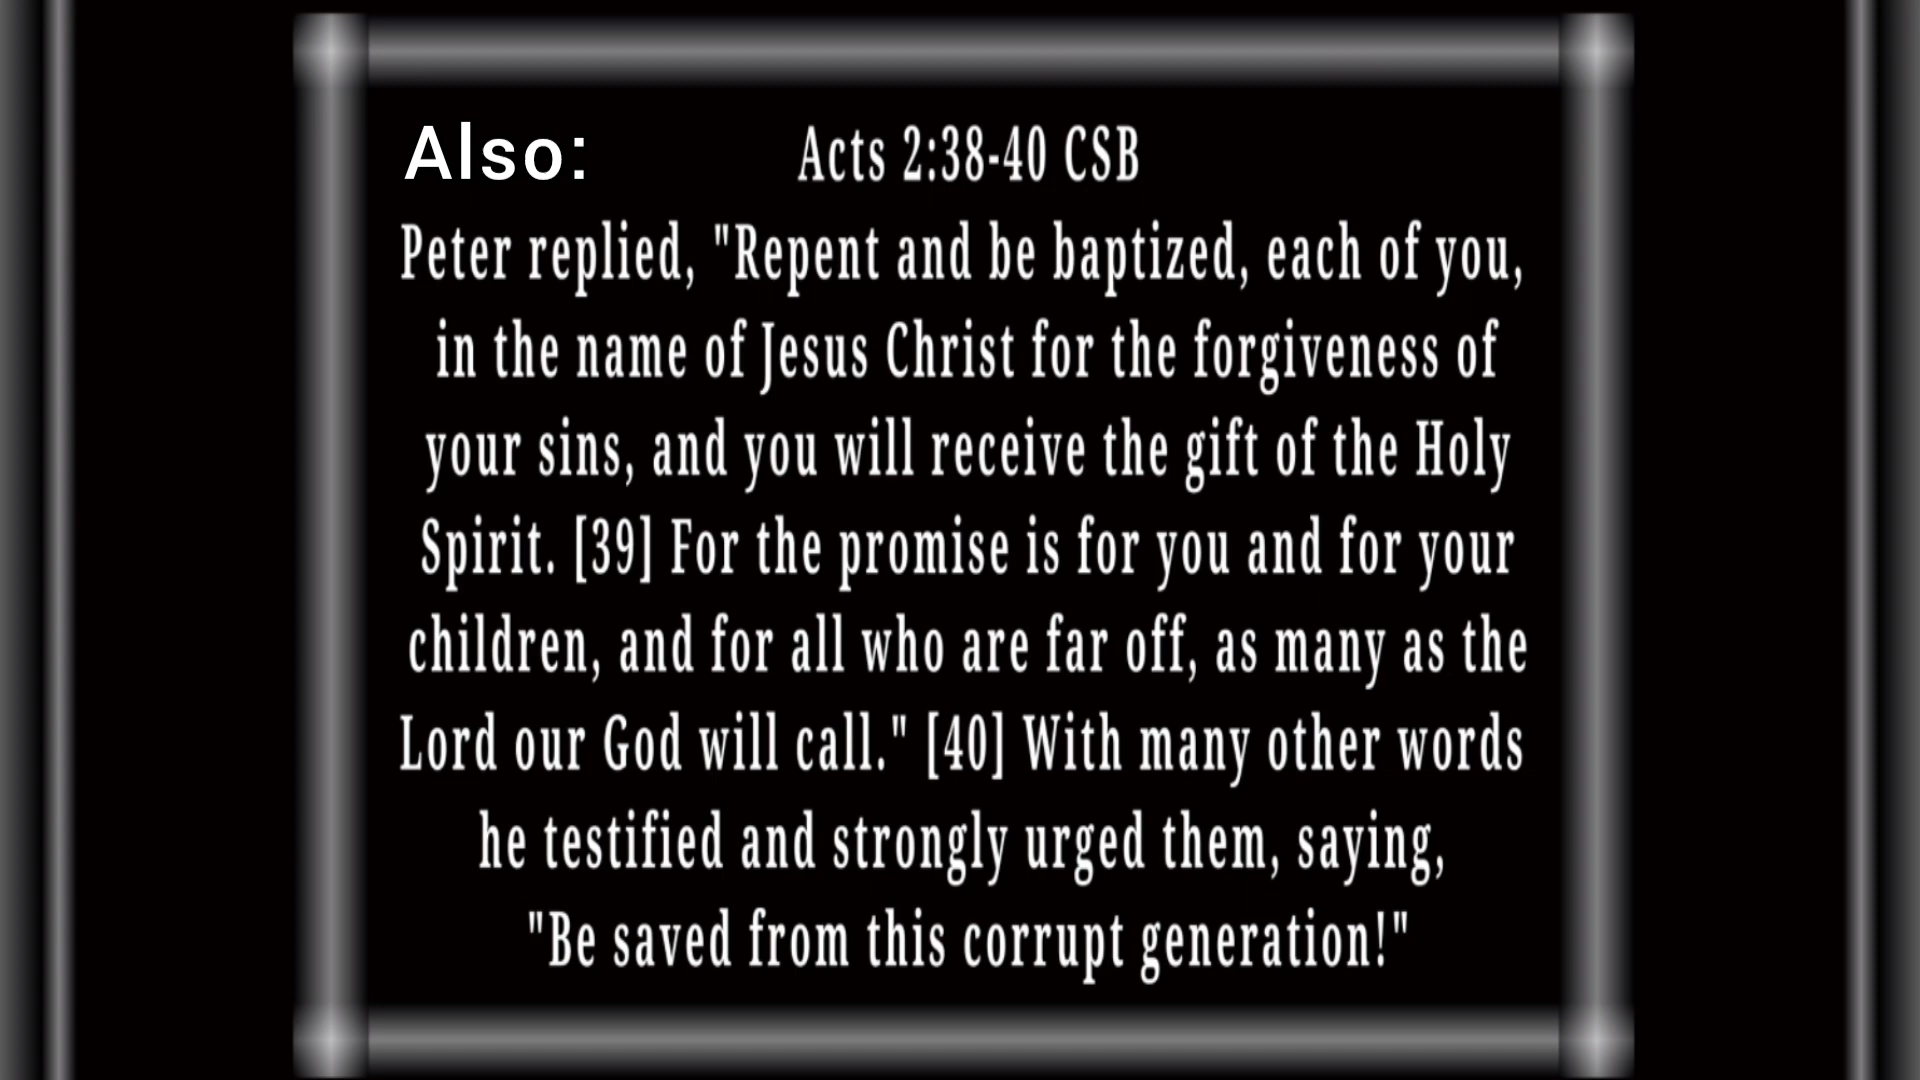 Also: Acts 2:38-40 CSB
Peter replied, "Repent and be baptized, each of you,
in the name of Jesus Christ for the forgiveness of
your sins, and you will receive the gift of the Holy
Spirit. [39] For the promise is for you and for your
children, and for all who are far off, as many as the
Lord our God will call." [40] With many other words
he testified and strongly urged them, saying,
"Be saved from this corrupt generation!"